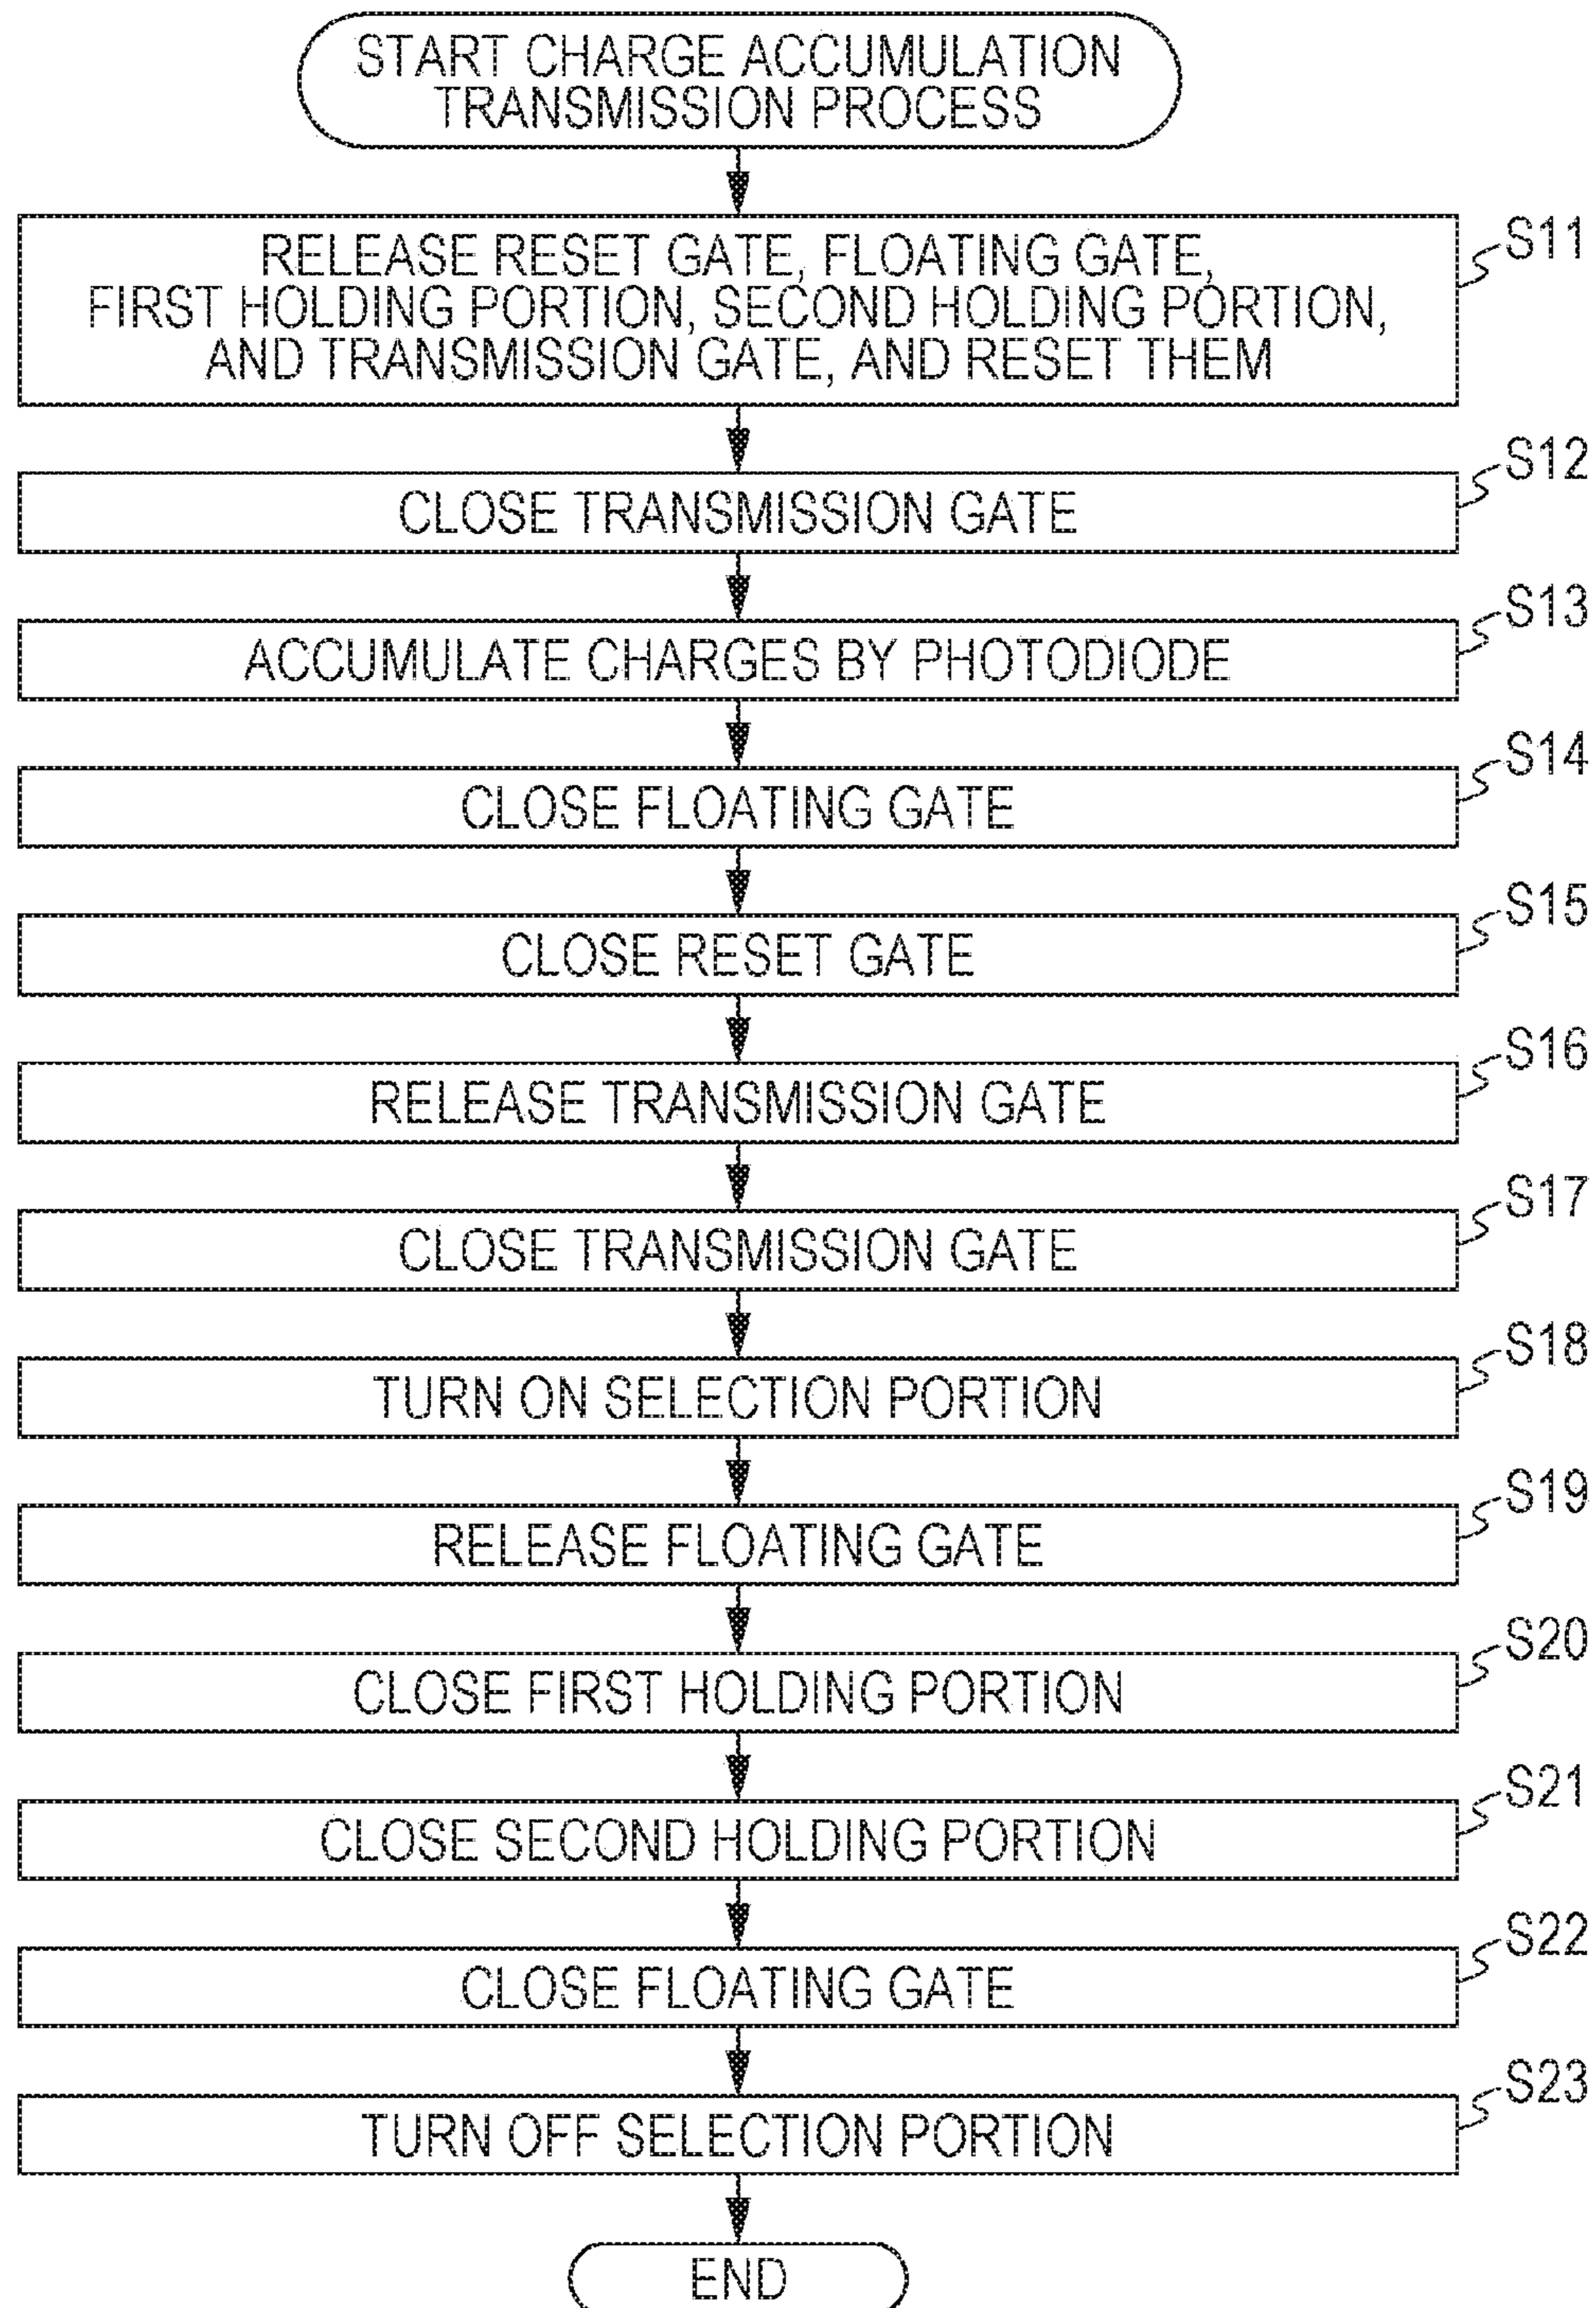 START CHARGE ACCUMULATION
TRANSMISSION PROCESS
RELEASE RESET GATE, FLOATING GATE,
FIRST HOLDING PORTION, SECOND HOLDING PORTION,
AND TRANSMISSION GATE, AND RESET THEM
S11
CLOSE TRANSMISSION GATE
S12
ACCUMULATE CHARGES BY PHOTODIODE
S13
CLOSE FLOATING GATE
S14
CLOSE RESET GATE
S15
RELEASE TRANSMISSION GATE
S16
CLOSE TRANSMISSION GATE
S17
TURN ON SELECTION PORTION
S18
RELEASE FLOATING GATE
S19
CLOSE FIRST HOLDING PORTION
S20
CLOSE SECOND HOLDING PORTION
S21
CLOSE FLOATING GATE
S22
TURN OFF SELECTION PORTION
S23
END